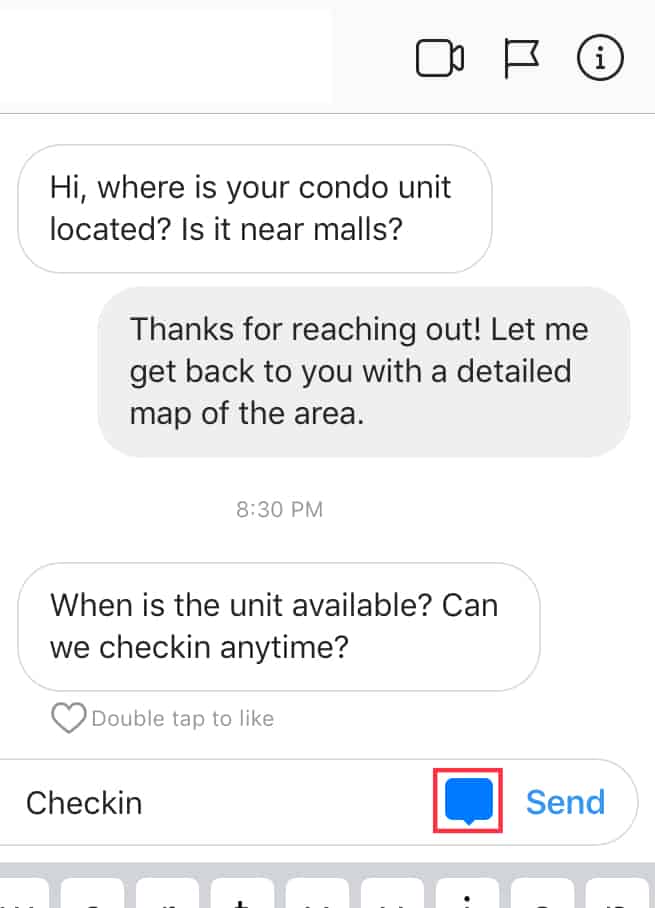 Hi, where is your condo unit
located? Is it near malls?
Thanks for reaching out! Let me
get back to you with a detailed
map of the area.
8:30 PM
When is the unit available? Can
we checkin anytime?
Double tap to like
Checkin
Send